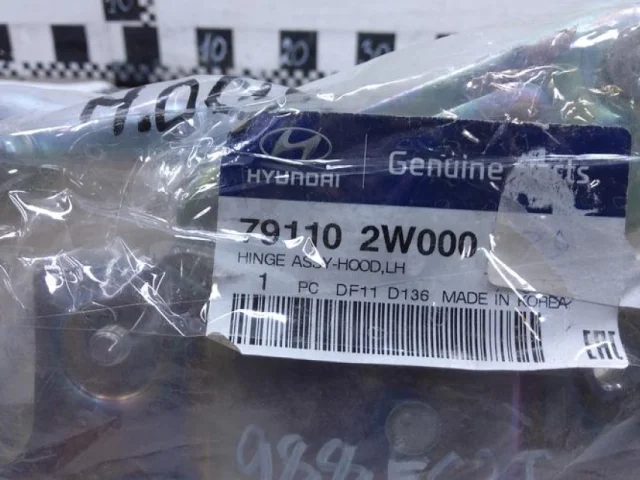 10 20 30
HYUNDAI
Genuine Parts
79110 2W000
HINGE ASSY-HOOD,LH
1 PC DF11 D136 MADE IN KOREA
EAC